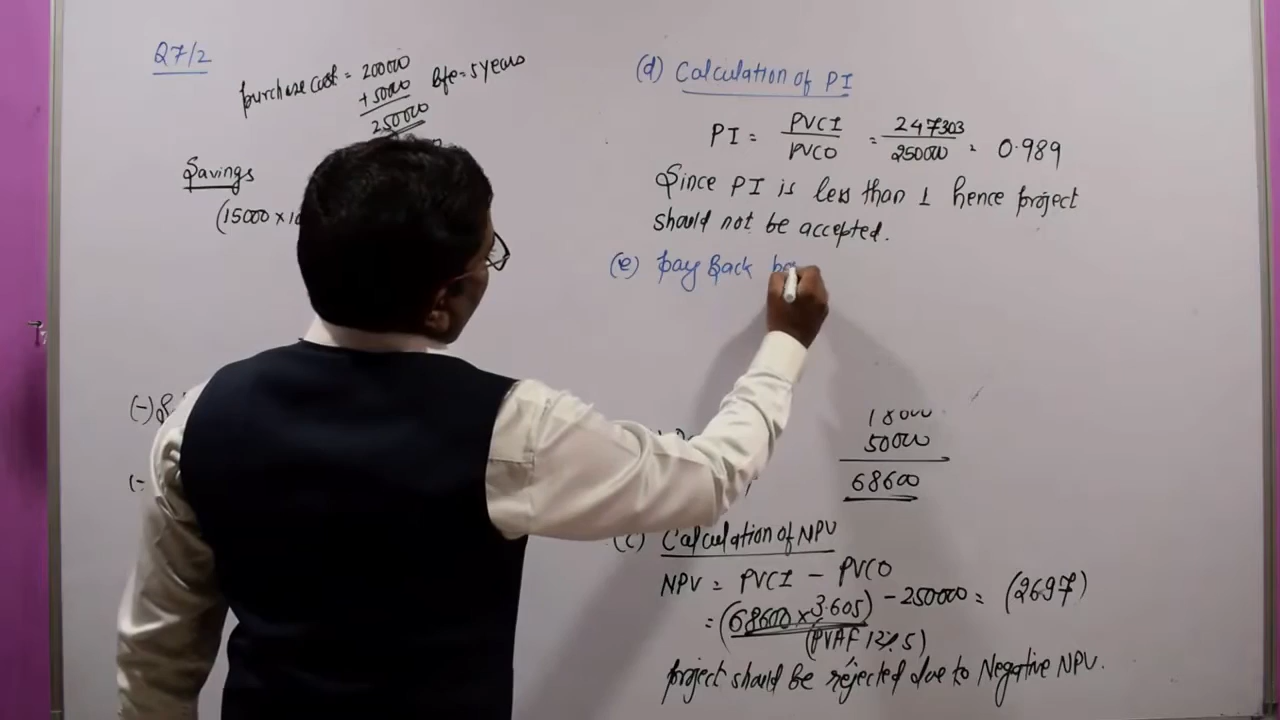 Q7/2
purchase cost = 200000
+50000
250000
life = 5 years
Savings
(15000 × 1
(-)
(-
(d) Calculation of PI
PI = PVCI / PVCO = 247303 / 250000 = 0.989
Since PI is less than 1 hence project
should not be accepted.
(e) pay Back
18000
50000
68600
(c) Calculation of NPV
NPV = PVCI - PVCO
= (68600 × 3.605) - 250000 = (2697)
(PVAF 12%, 5)
project should be rejected due to Negative NPV.